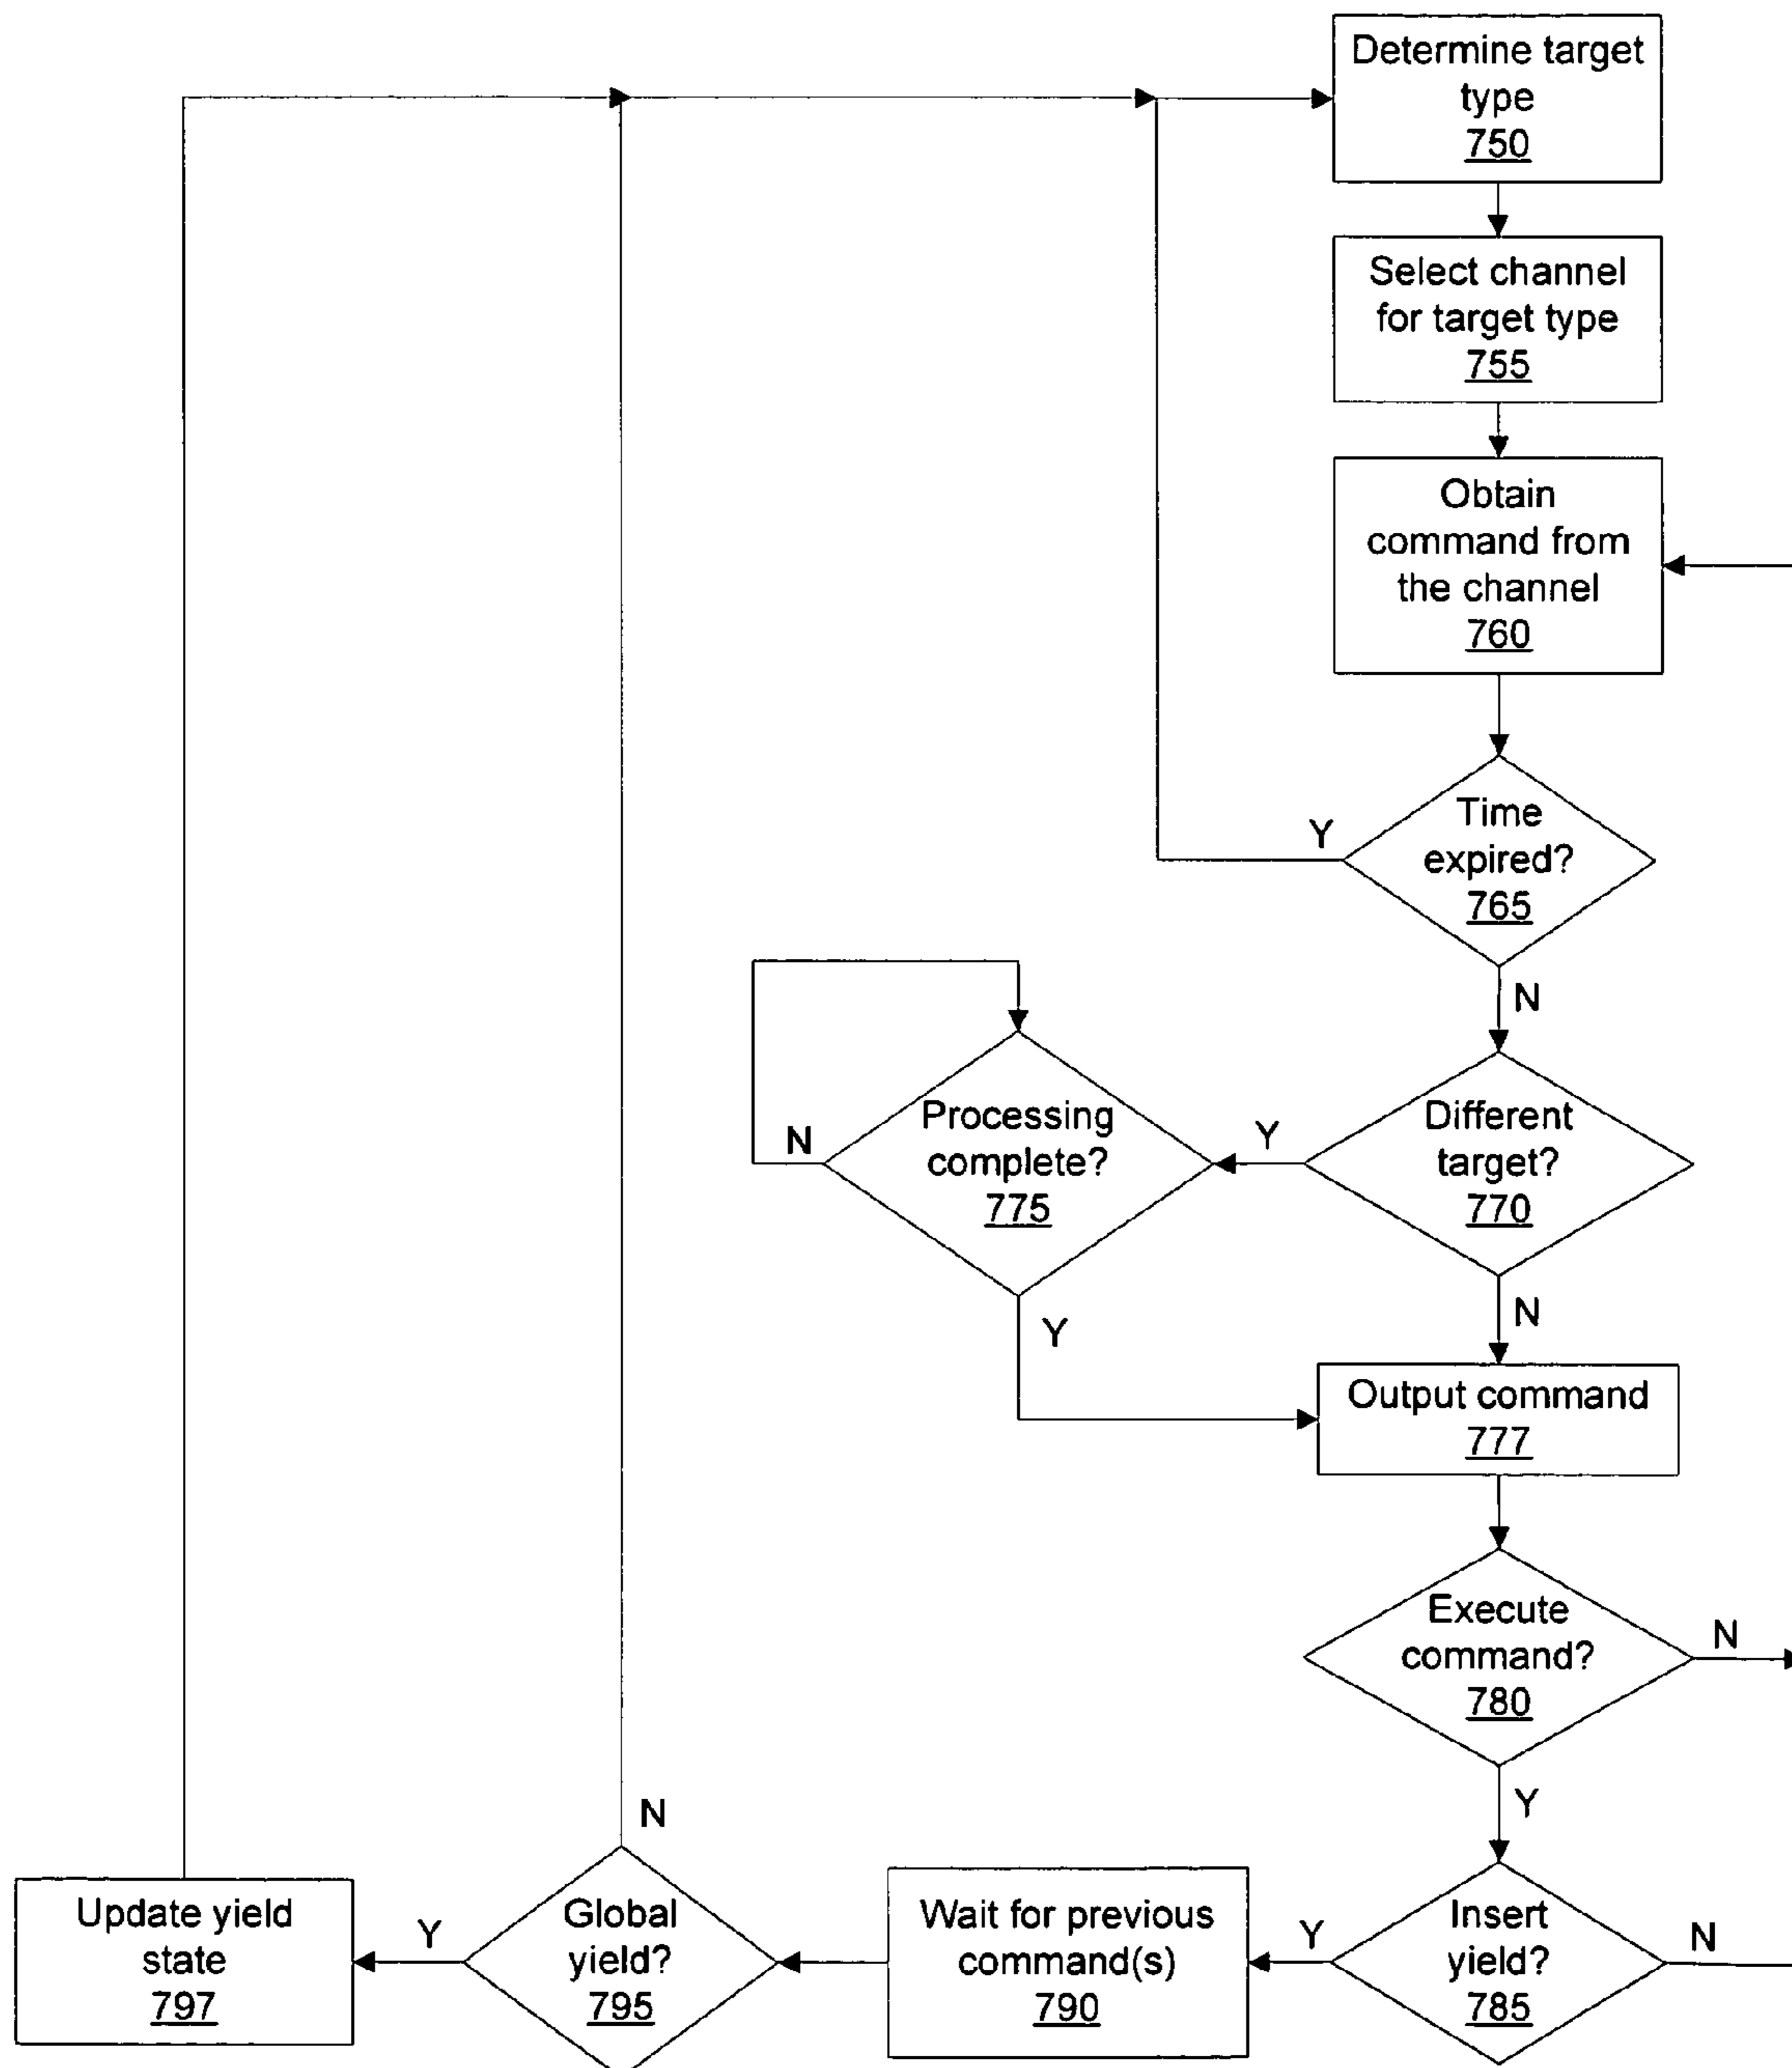 Determine target
type
750
Select channel
for target type
755
Obtain
command from
the channel
760
Time
expired?
765
Y
N
Different
target?
770
Y
N
Processing
complete?
775
N
Y
Output command
777
Execute
command?
780
N
Y
Insert
yield?
785
N
Y
Wait for previous
command(s)
790
Global
yield?
795
N
Y
Update yield
state
797